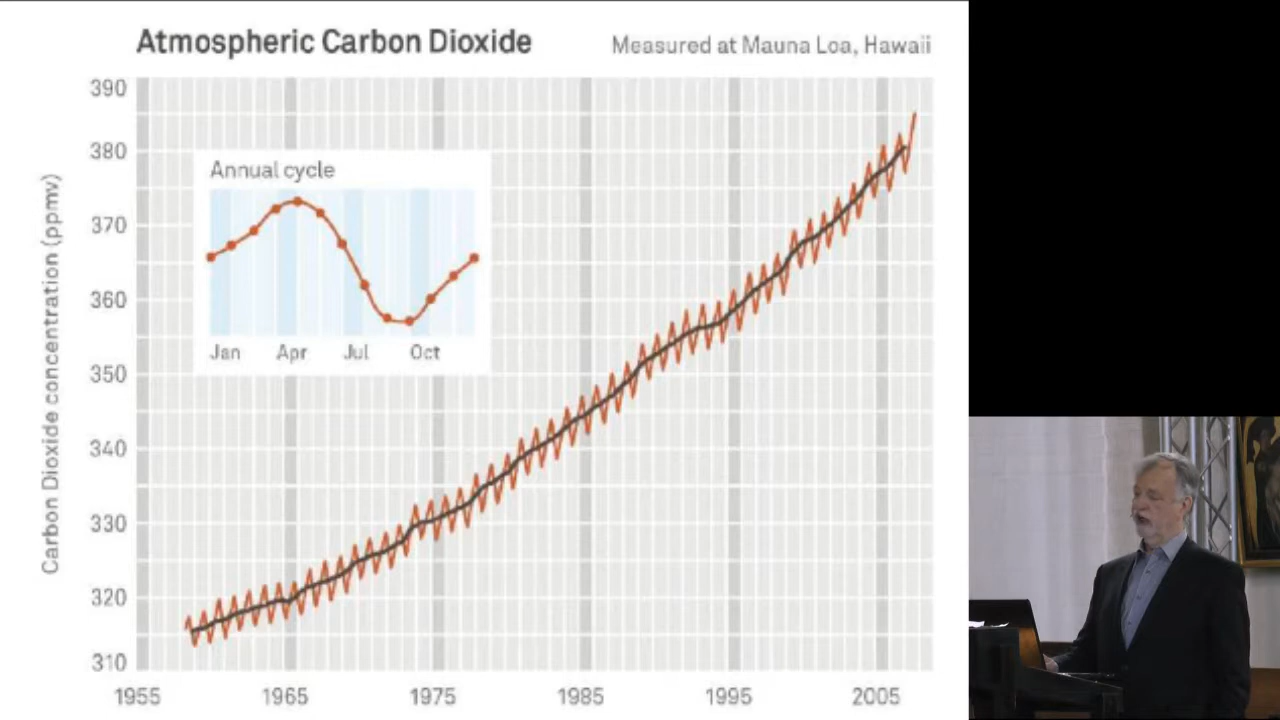 Atmospheric Carbon Dioxide
Measured at Mauna Loa, Hawaii
Carbon Dioxide concentration (ppmv)
390
380
370
360
350
340
330
320
310
Annual cycle
Jan Apr Jul Oct
1955 1965 1975 1985 1995 2005